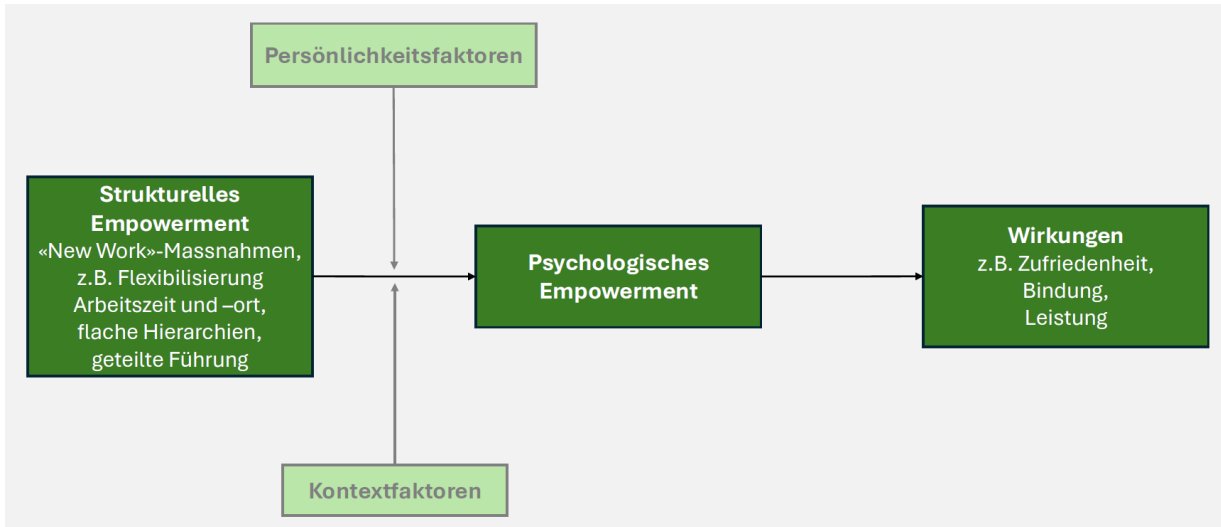 Persönlichkeitsfaktoren
Strukturelles
Empowerment
«New Work»-Massnahmen,
z.B. Flexibilisierung
Arbeitszeit und –ort,
flache Hierarchien,
geteilte Führung
Psychologisches
Empowerment
Wirkungen
z.B. Zufriedenheit,
Bindung,
Leistung
Kontextfaktoren